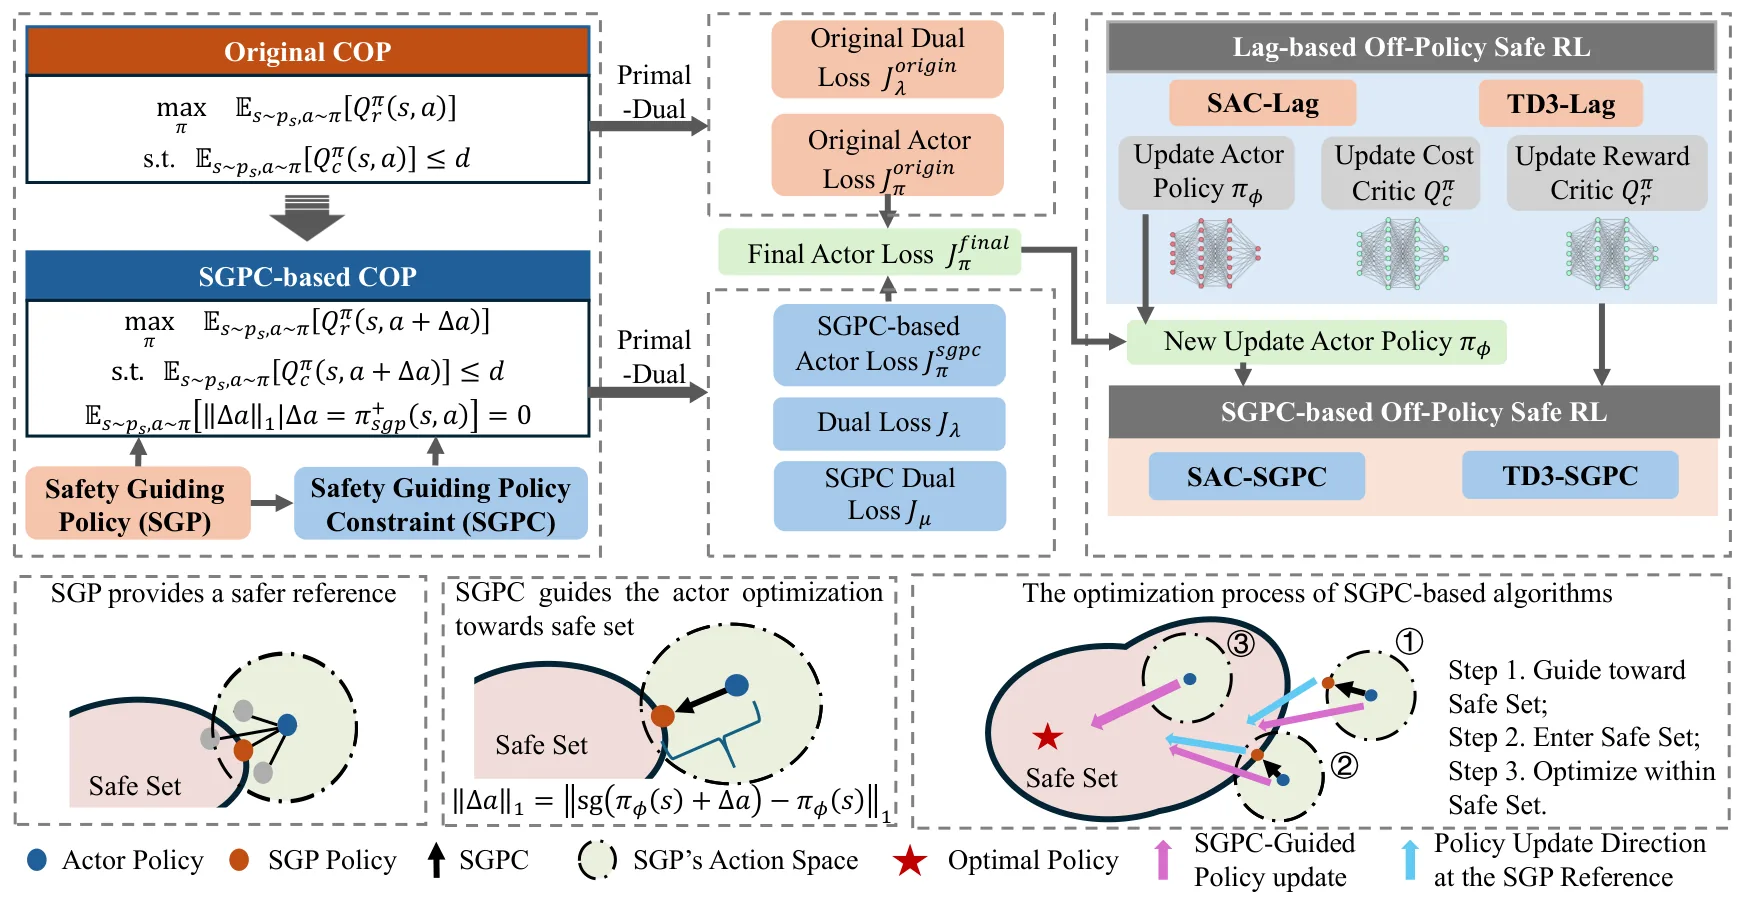 Original COP
max_π 𝔼_{s~p_s,a~π}[Q_r^π(s, a)]
s.t. 𝔼_{s~p_s,a~π}[Q_c^π(s, a)] ≤ d
SGPC-based COP
max_π 𝔼_{s~p_s,a~π}[Q_r^π(s, a + Δa)]
s.t. 𝔼_{s~p_s,a~π}[Q_c^π(s, a + Δa)] ≤ d
𝔼_{s~p_s,a~π}[‖Δa‖_1|Δa = π_{sgp}^+(s, a)] = 0
Safety Guiding
Policy (SGP)
Safety Guiding Policy
Constraint (SGPC)
Primal
-Dual
Primal
-Dual
Original Dual
Loss J_λ^{origin}
Original Actor
Loss J_π^{origin}
Final Actor Loss J_π^{final}
SGPC-based
Actor Loss J_π^{sgpc}
Dual Loss J_λ
SGPC Dual
Loss J_μ
Lag-based Off-Policy Safe RL
SAC-Lag
TD3-Lag
Update Actor
Policy π_ϕ
Update Cost
Critic Q_c^π
Update Reward
Critic Q_r^π
New Update Actor Policy π_ϕ
SGPC-based Off-Policy Safe RL
SAC-SGPC
TD3-SGPC
SGP provides a safer reference
Safe Set
SGPC guides the actor optimization
towards safe set
Safe Set
‖Δa‖_1 = ‖sg(π_ϕ(s) + Δa) − π_ϕ(s)‖_1
The optimization process of SGPC-based algorithms
③
①
②
Safe Set
Step 1. Guide toward
Safe Set;
Step 2. Enter Safe Set;
Step 3. Optimize within
Safe Set.
Actor Policy
SGP Policy
SGPC
SGP's Action Space
Optimal Policy
SGPC-Guided
Policy update
Policy Update Direction
at the SGP Reference